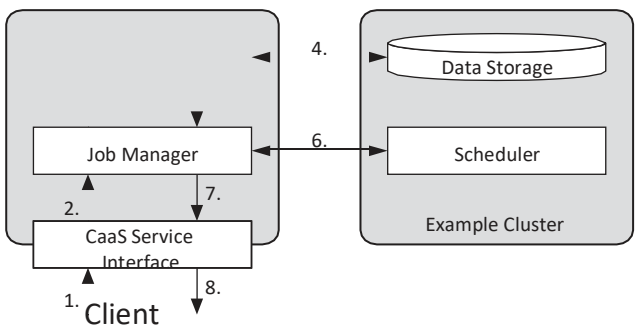 4.
Data Storage
Job Manager
6.
Scheduler
2.
7.
CaaS Service
Interface
Example Cluster
1.
8.
Client